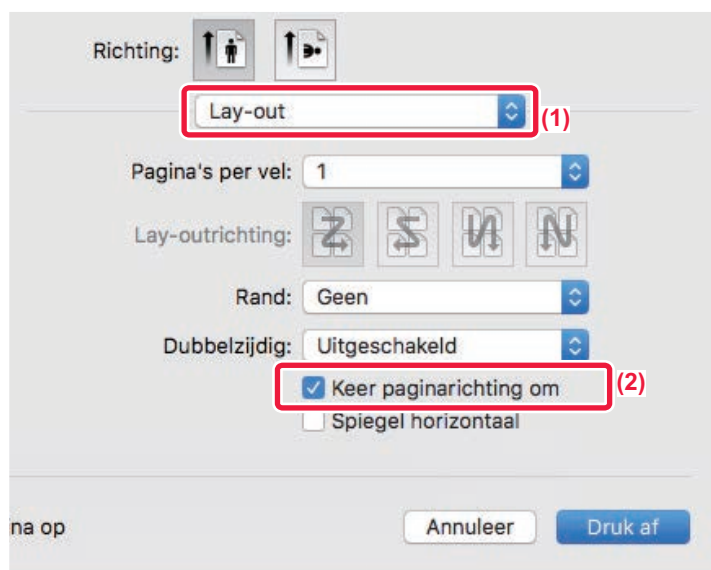 Richting:
Lay-out (1)
Pagina's per vel: 1
Lay-outrichting:
Rand: Geen
Dubbelzijdig: Uitgeschakeld
Keer paginarichting om (2)
Spiegel horizontaal
na op Annuleer Druk af